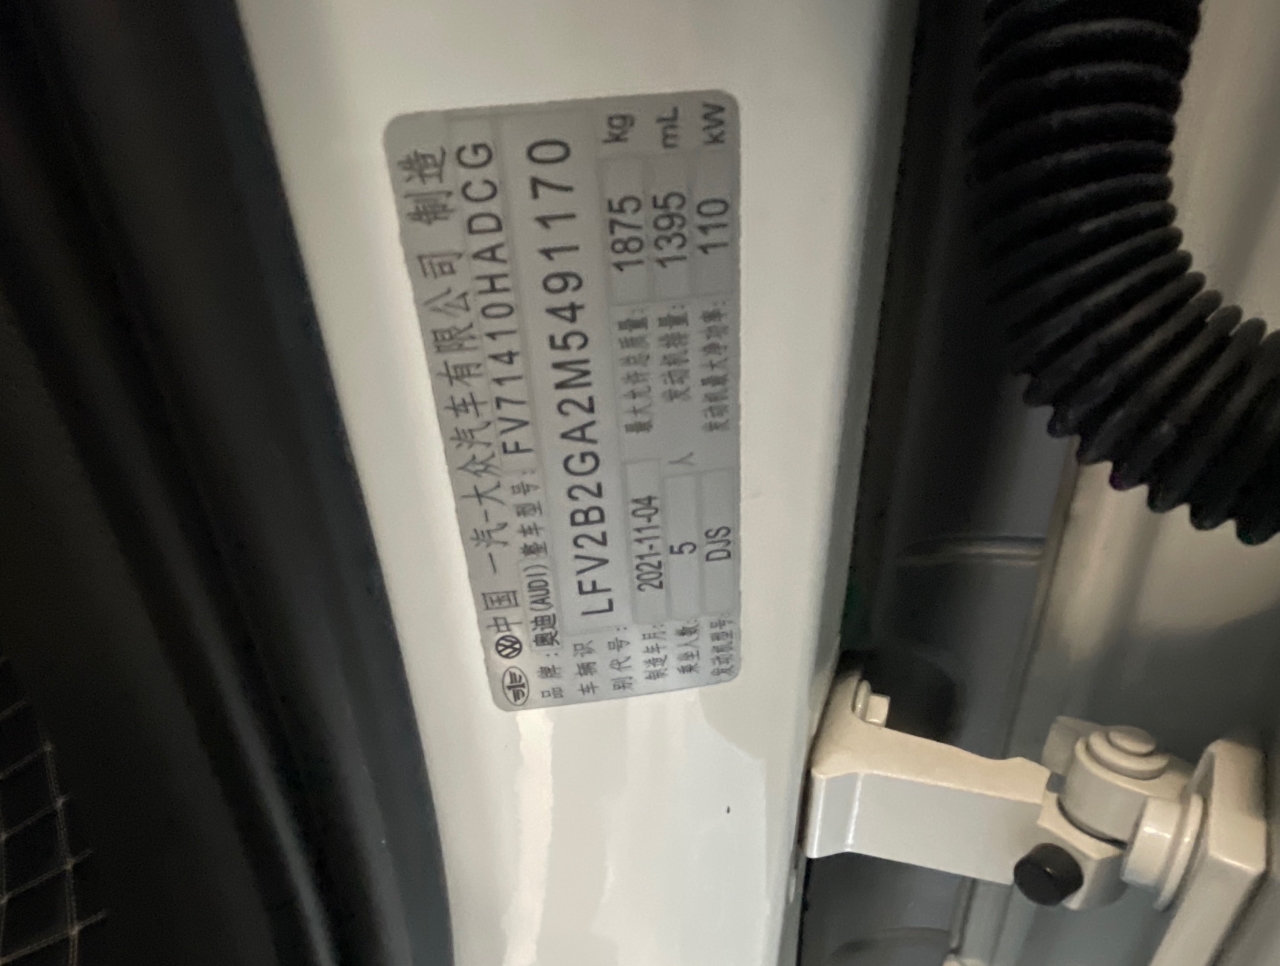 中国 一汽-大众汽车有限公司 制造
品牌:奥迪(AUDI) 整车型号: FV71410HADCG
车辆识别代号: LFV2B2GA2M5491170
制造年月: 2021-11-04 最大允许总质量: 1875 kg
乘坐人数: 5 人 发动机排量: 1395 mL
发动机型号: DJS 发动机最大净功率: 110 kW